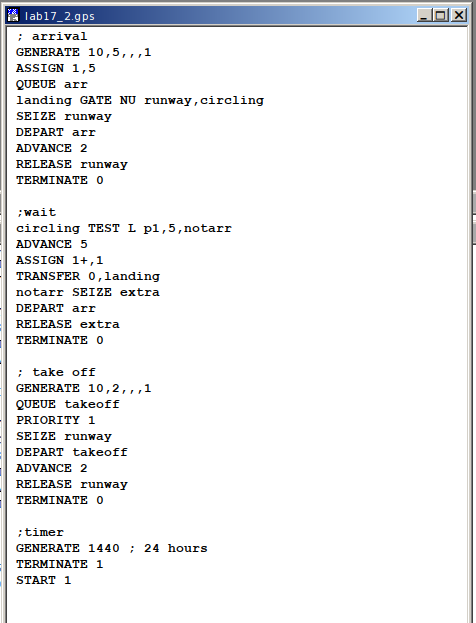 lab17_2.gps
; arrival
GENERATE 10,5,,,1
ASSIGN 1,5
QUEUE arr
landing GATE NU runway,circling
SEIZE runway
DEPART arr
ADVANCE 2
RELEASE runway
TERMINATE 0
;wait
circling TEST L p1,5,notarr
ADVANCE 5
ASSIGN 1+,1
TRANSFER 0,landing
notarr SEIZE extra
DEPART arr
RELEASE extra
TERMINATE 0
; take off
GENERATE 10,2,,,1
QUEUE takeoff
PRIORITY 1
SEIZE runway
DEPART takeoff
ADVANCE 2
RELEASE runway
TERMINATE 0
;timer
GENERATE 1440 ; 24 hours
TERMINATE 1
START 1